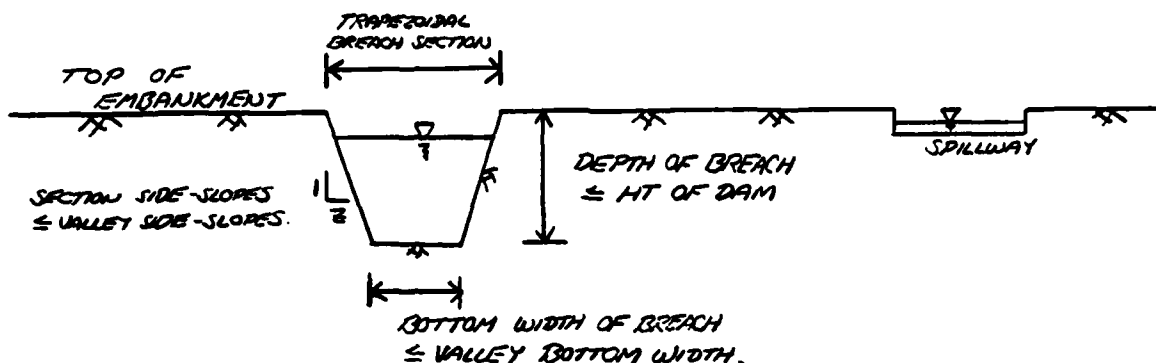 TRAPEZOIDAL
BREACH SECTION
TOP OF
EMBANKMENT
SPILLWAY
DEPTH OF BREACH
≤ HT OF DAM
1
Z
SECTION SIDE-SLOPES
≤ VALLEY SIDE-SLOPES.
BOTTOM WIDTH OF BREACH
≤ VALLEY BOTTOM WIDTH.